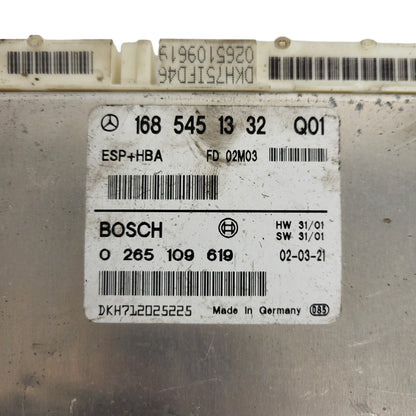 DKH75IFD46
0265109619
168 545 13 32 Q01
ESP+HBA FD 02M03
BOSCH HW 31/01
SW 31/01
0 265 109 619 02-03-21
DKH712025225 Made in Germany 085